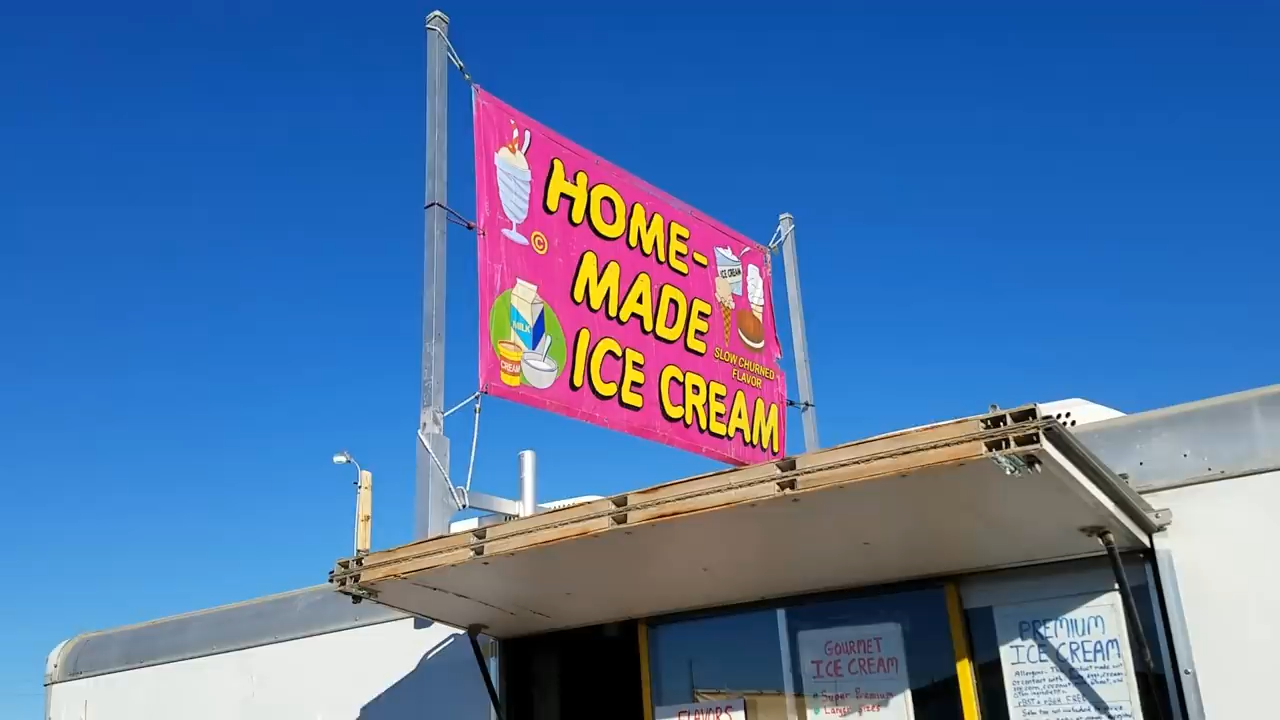 HOME-
MADE
ICE CREAM
SLOW CHURNED
FLAVOR
ICE CREAM
MILK
CREAM
©
GOURMET
ICE CREAM
Super Premium
Larger Sizes
FLAVORS
PREMIUM
ICE CREAM